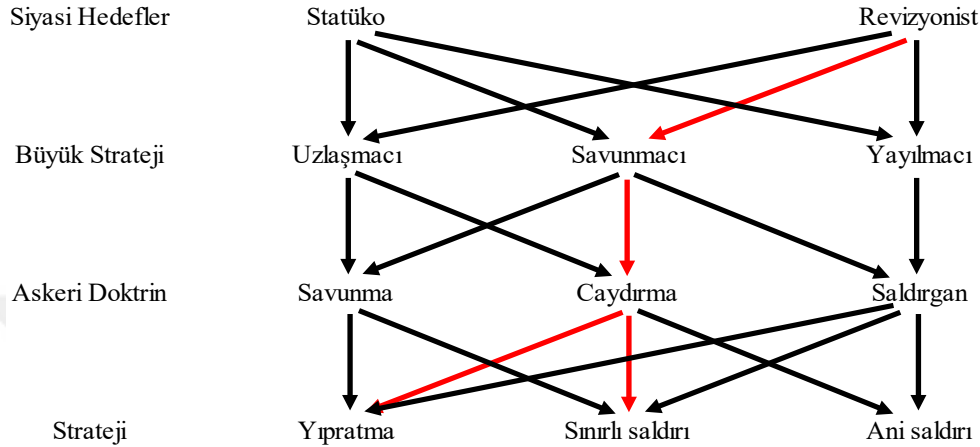 Siyasi Hedefler Statüko Revizyonist
Büyük Strateji Uzlaşmacı Savunmacı Yayılmacı
Askeri Doktrin Savunma Caydırma Saldırgan
Strateji Yıpratma Sınırlı saldırı Ani saldırı